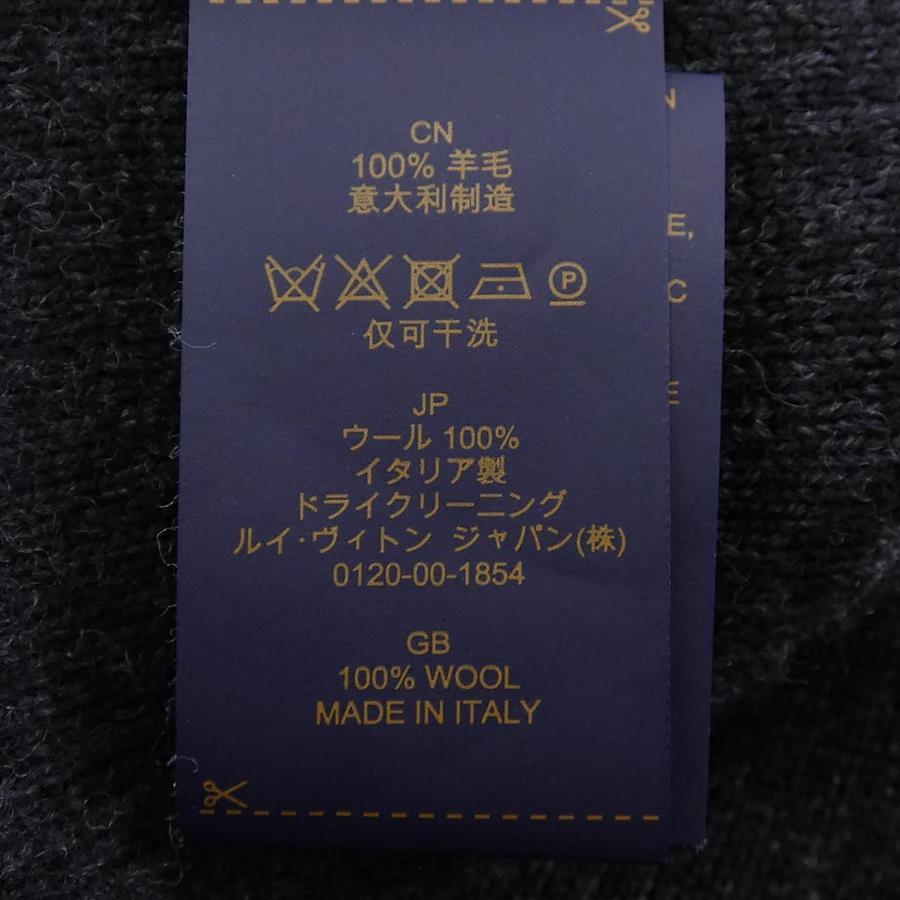 CN
100% 羊毛
意大利制造
P
仅可干洗
JP
ウール 100%
イタリア製
ドライクリーニング
ルイ·ヴィトン ジャパン(株)
0120-00-1854
GB
100% WOOL
MADE IN ITALY
N
E,
C
E